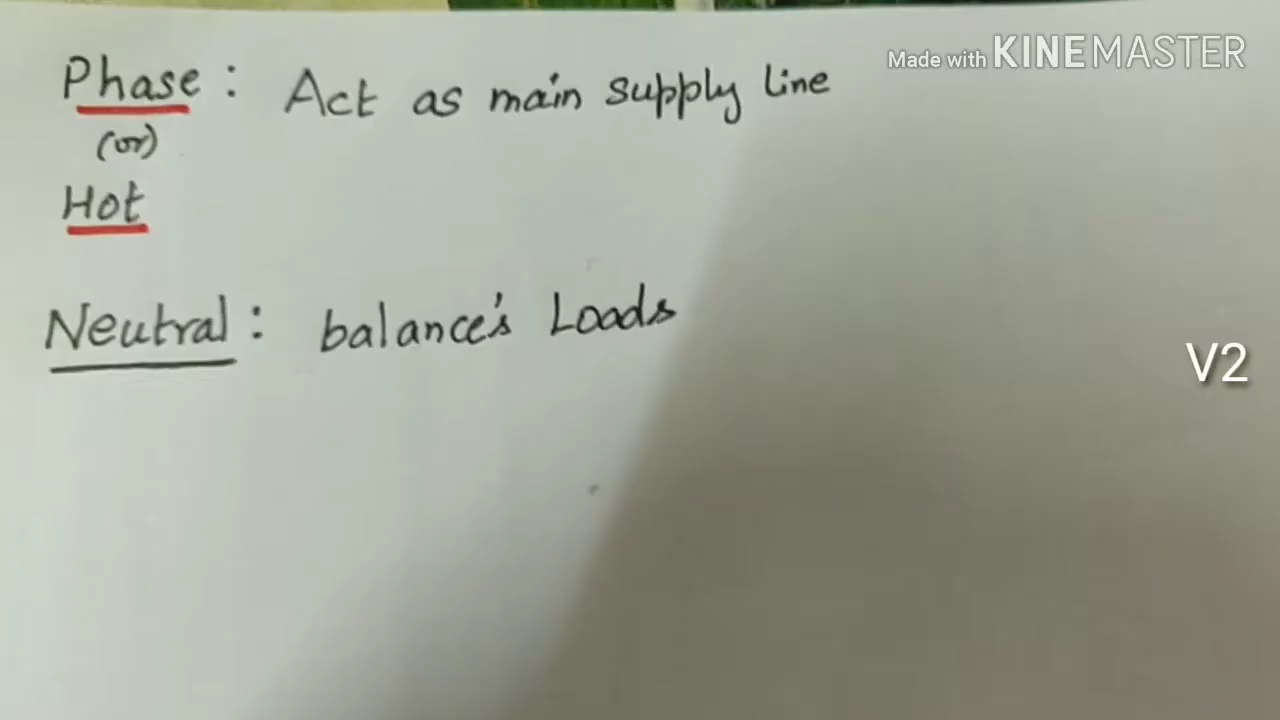 Made with KINEMASTER
Phase : Act as main supply line
(or)
Hot
Neutral : balance's Loads
V2